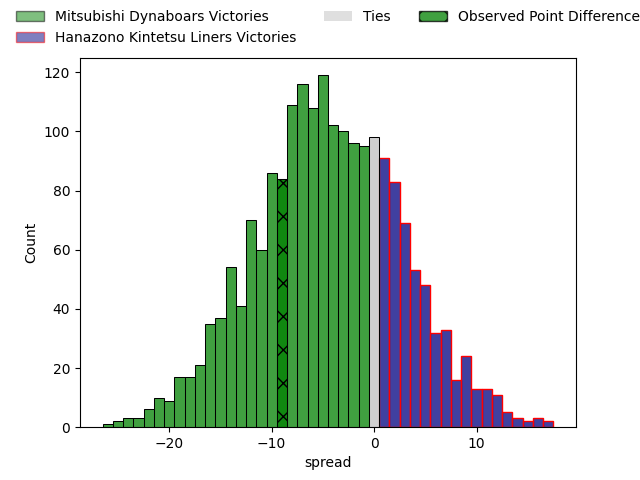 Mitsubishi Dynaboars Victories
Hanazono Kintetsu Liners Victories
Ties
Observed Point Difference
120
100
80
60
40
20
0
Count
−20
−10
0
10
spread